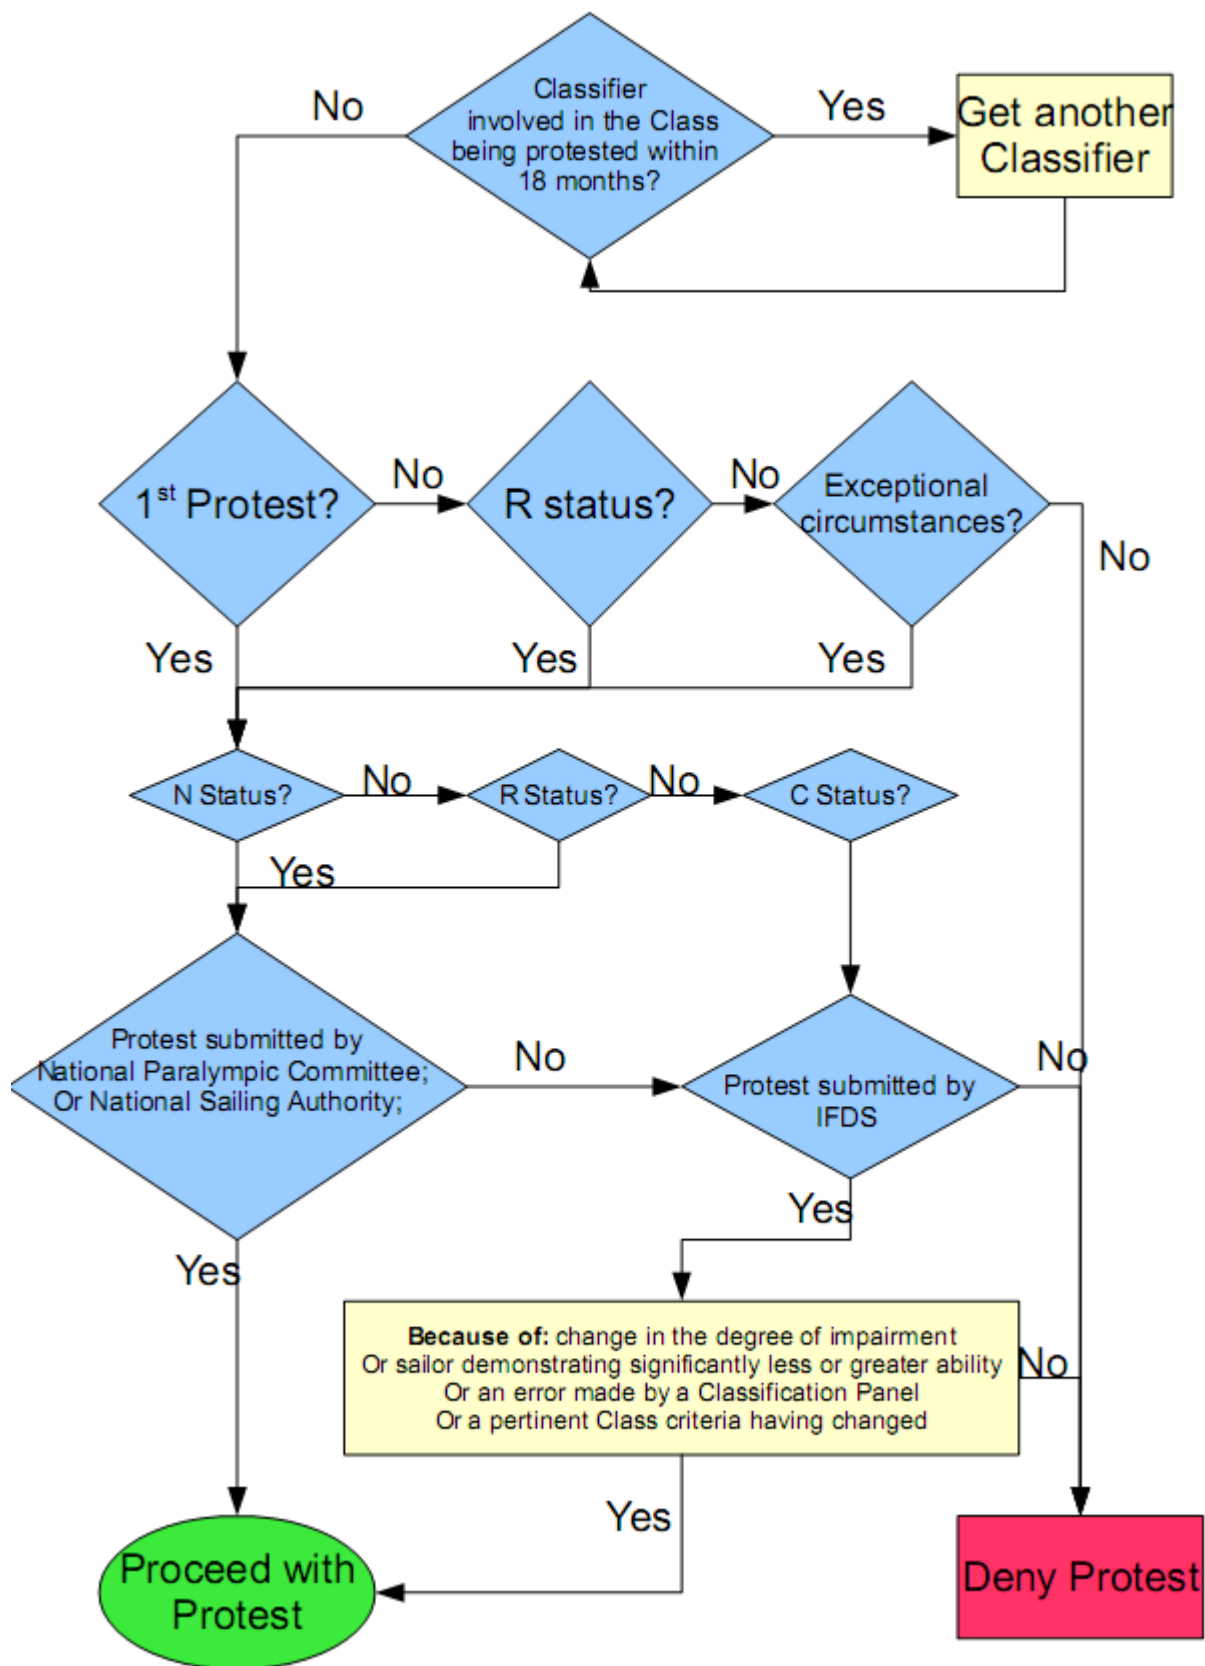 Classifier
involved in the Class
being protested within
18 months?
No
Yes
Get another
Classifier
1st Protest?
No
R status?
No
Exceptional
circumstances?
No
Yes
Yes
Yes
N Status?
No
R Status?
No
C Status?
Yes
Protest submitted by
National Paralympic Committee;
Or National Sailing Authority;
No
Protest submitted by
IFDS
No
Yes
Yes
Because of: change in the degree of impairment
Or sailor demonstrating significantly less or greater ability
Or an error made by a Classification Panel
Or a pertinent Class criteria having changed
No
Yes
Proceed with
Protest
Deny Protest